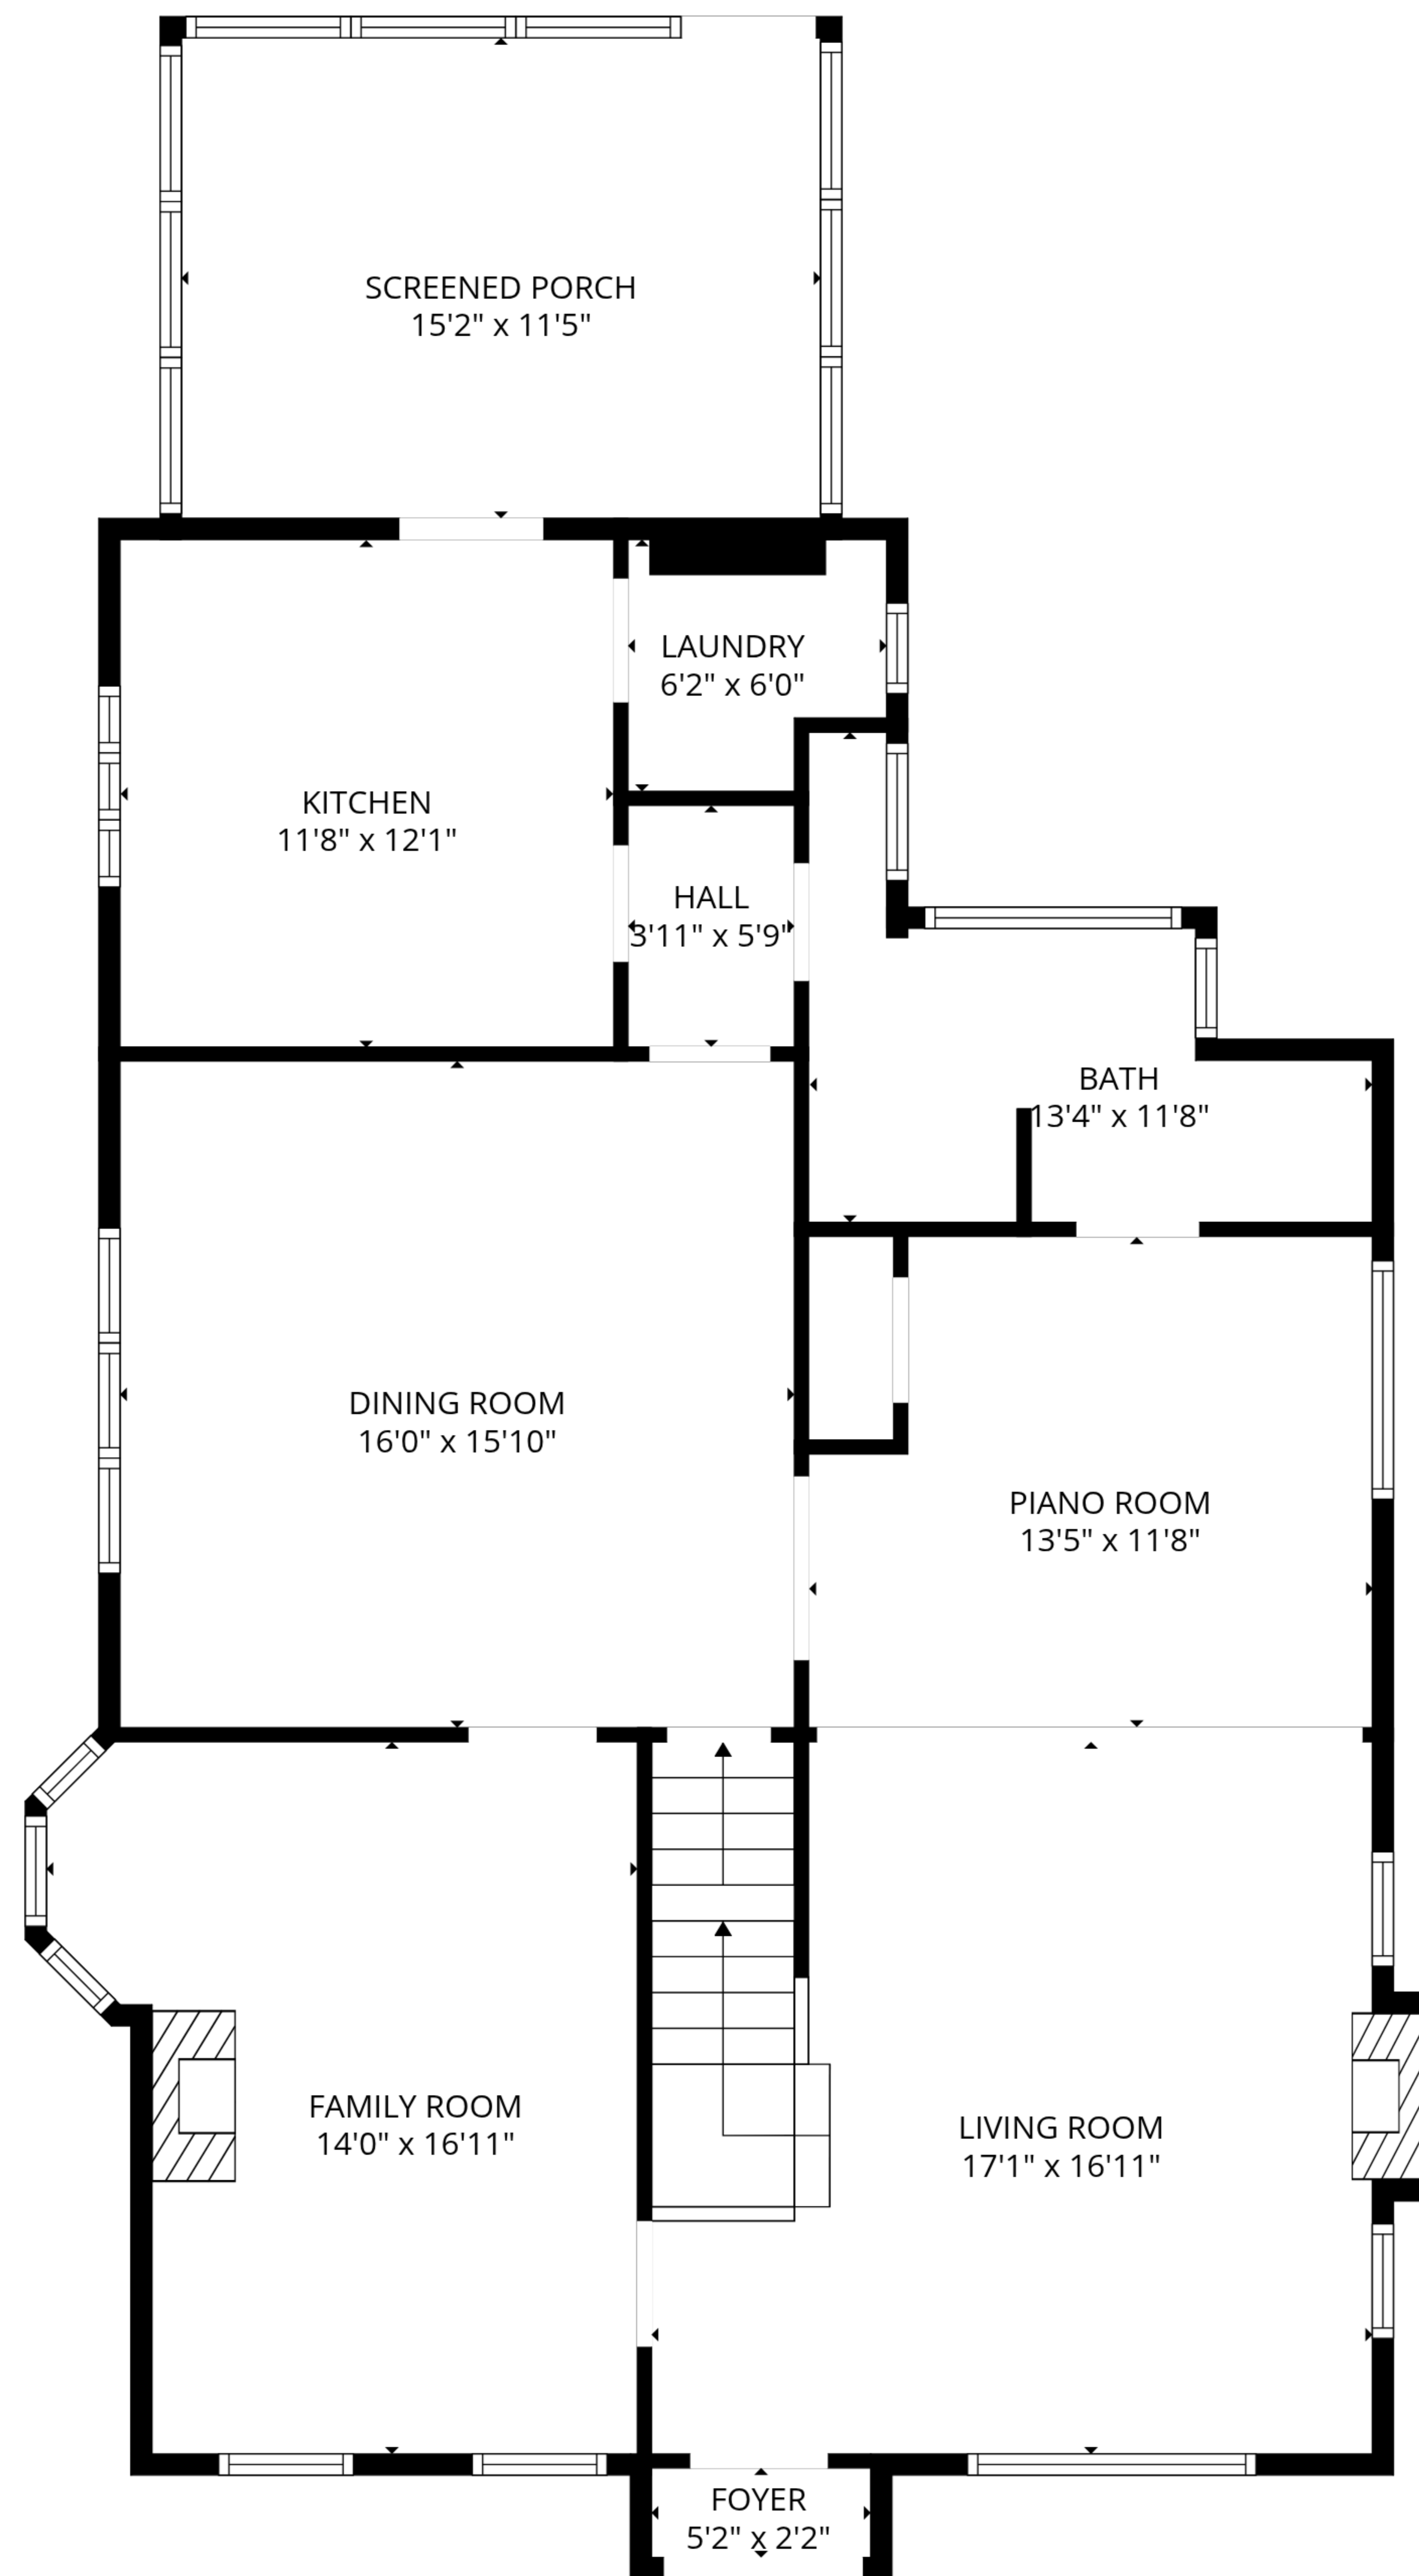 SCREENED PORCH
15'2" x 11'5"
LAUNDRY
6'2" x 6'0"
KITCHEN
11'8" x 12'1"
HALL
3'11" x 5'9"
BATH
13'4" x 11'8"
DINING ROOM
16'0" x 15'10"
PIANO ROOM
13'5" x 11'8"
FAMILY ROOM
14'0" x 16'11"
LIVING ROOM
17'1" x 16'11"
FOYER
5'2" x 2'2"